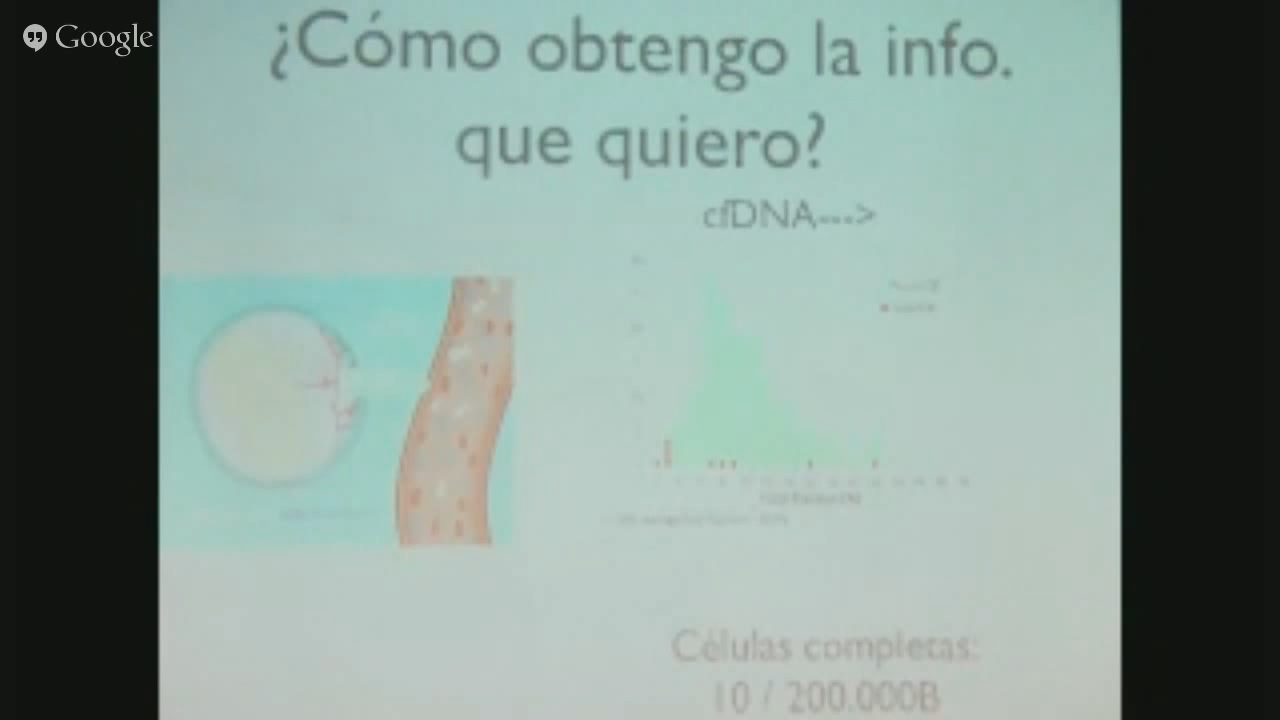 Google
¿Cómo obtengo la info.
que quiero?
cfDNA--->
Células completas:
10 / 200.000B